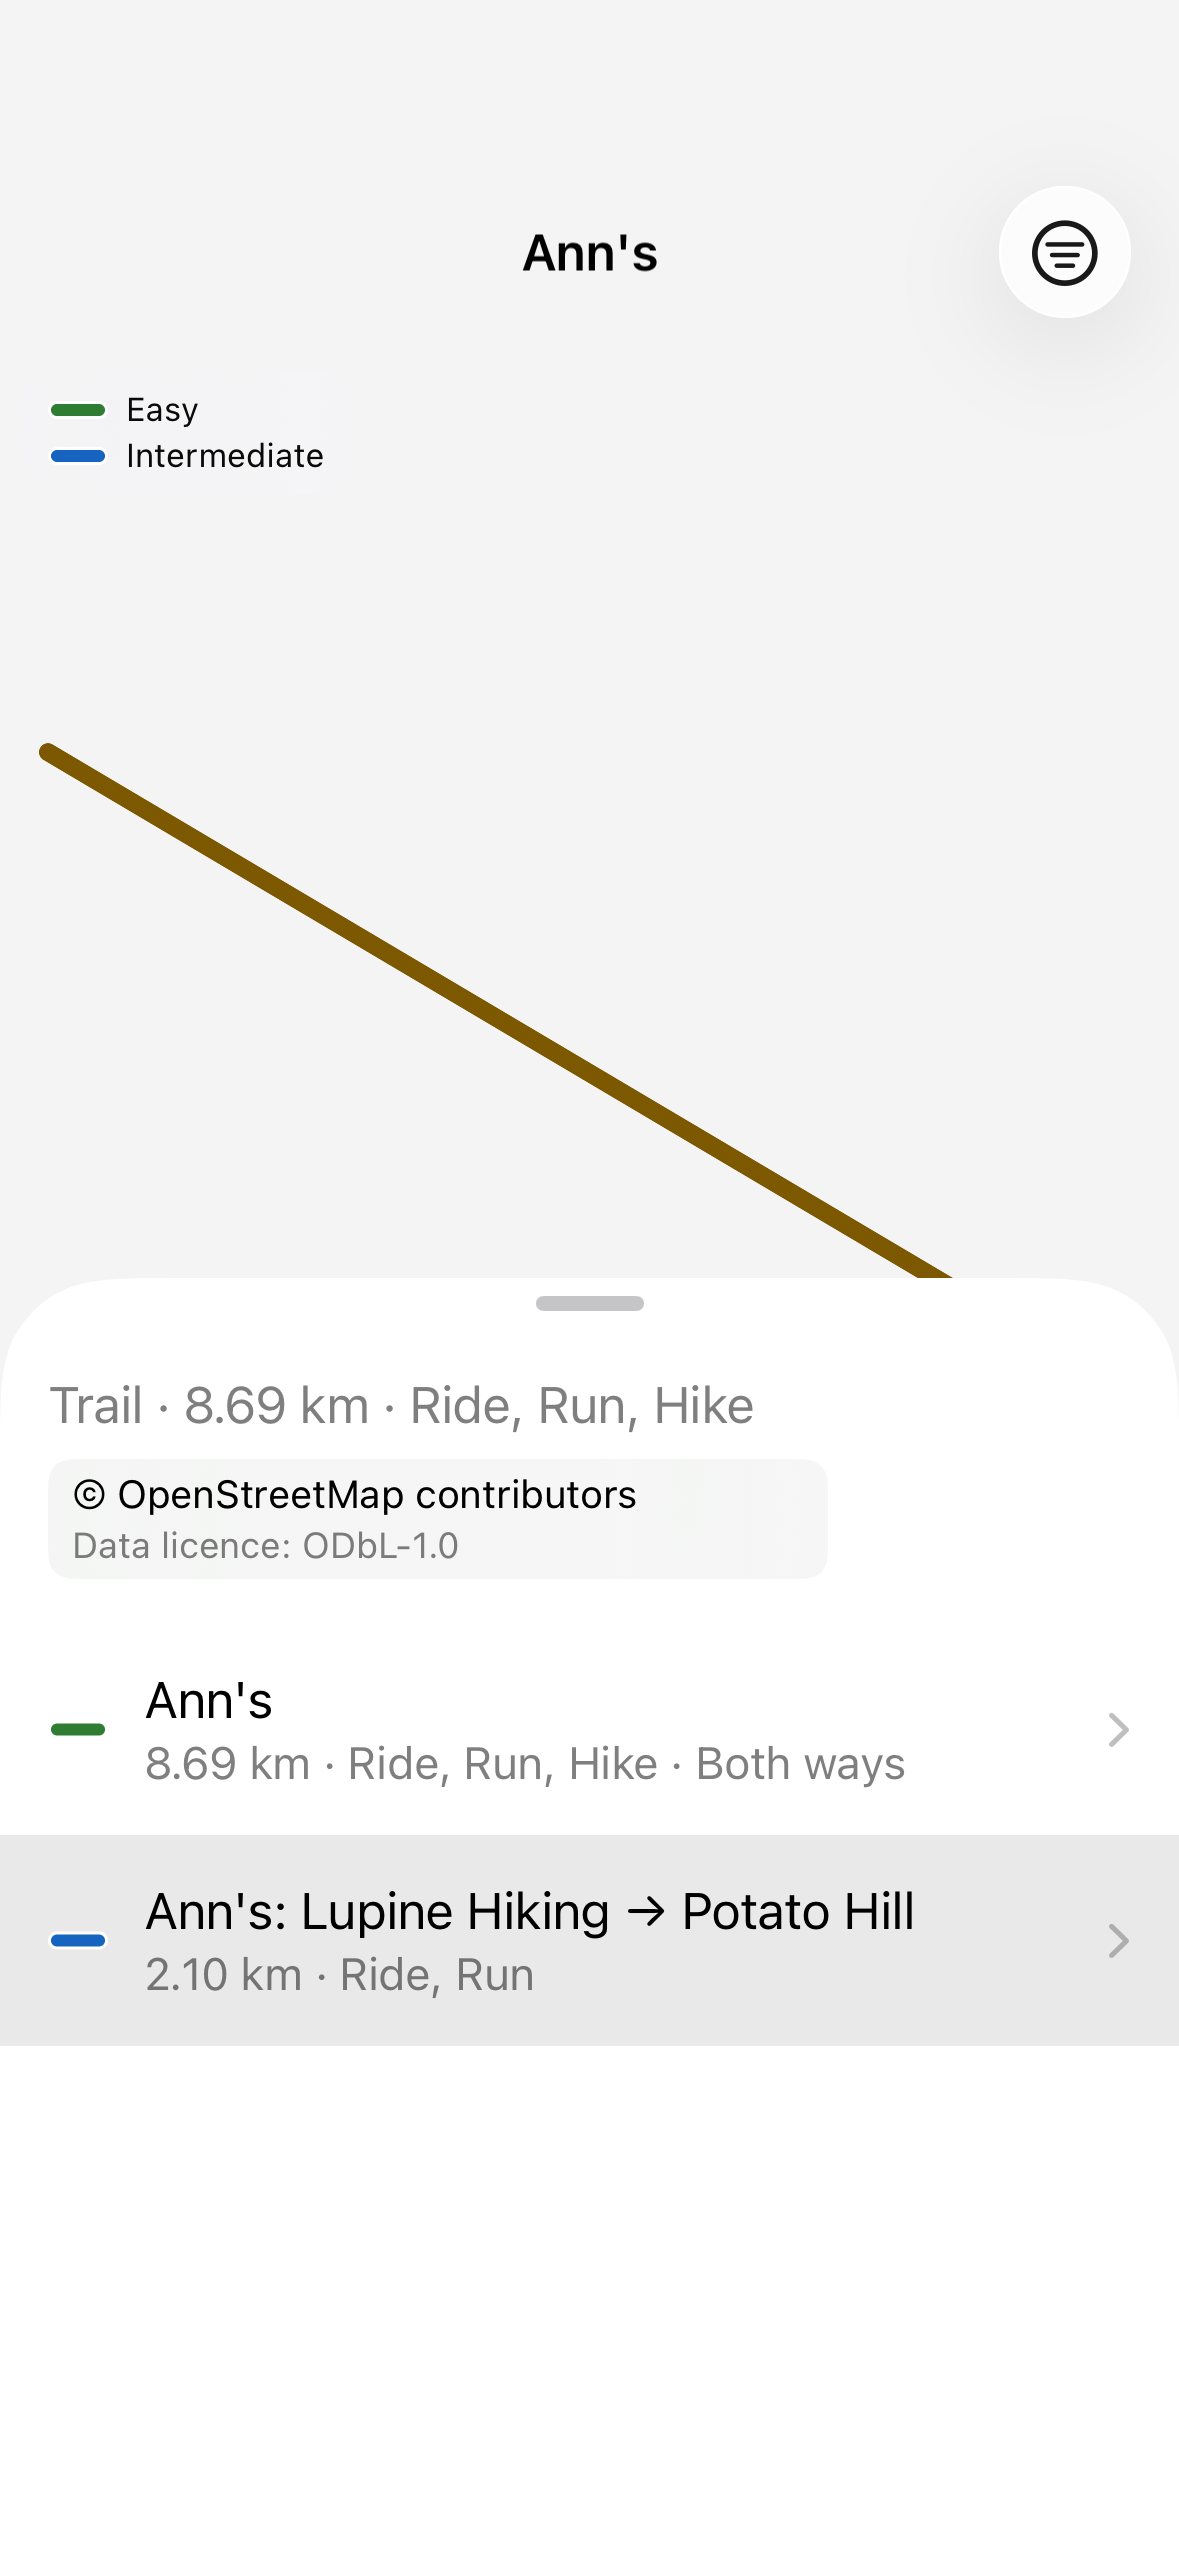 Ann's
Easy
Intermediate
Trail · 8.69 km · Ride, Run, Hike
© OpenStreetMap contributors
Data licence: ODbL-1.0
Ann's
8.69 km · Ride, Run, Hike · Both ways
Ann's: Lupine Hiking → Potato Hill
2.10 km · Ride, Run